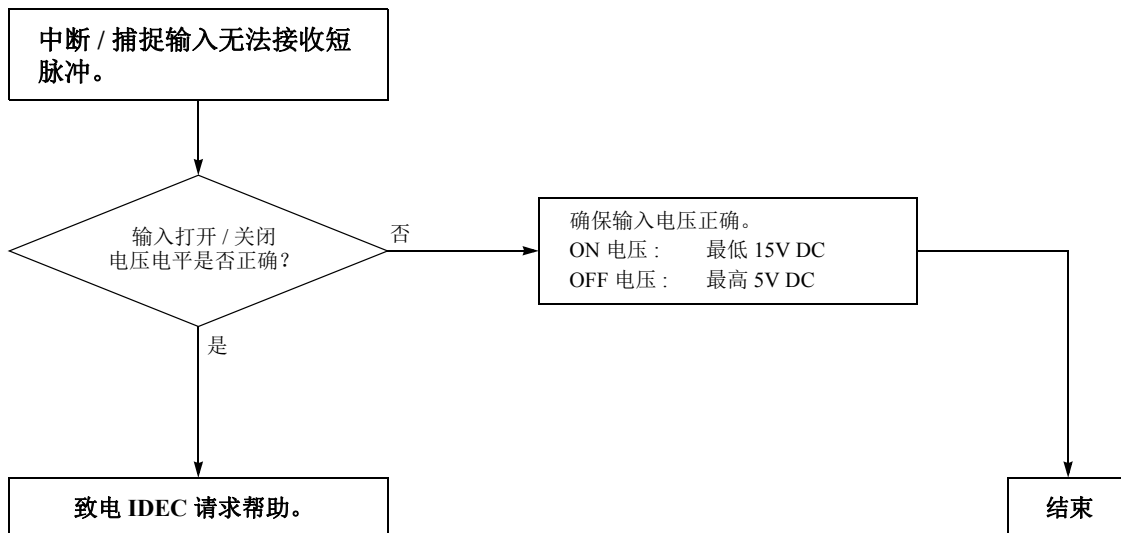 中断 / 捕捉输入无法接收短
脉冲。
输入打开 / 关闭
电压电平是否正确？
否
确保输入电压正确。
ON 电压 : 最低 15V DC
OFF 电压 : 最高 5V DC
是
致电 IDEC 请求帮助。
结束